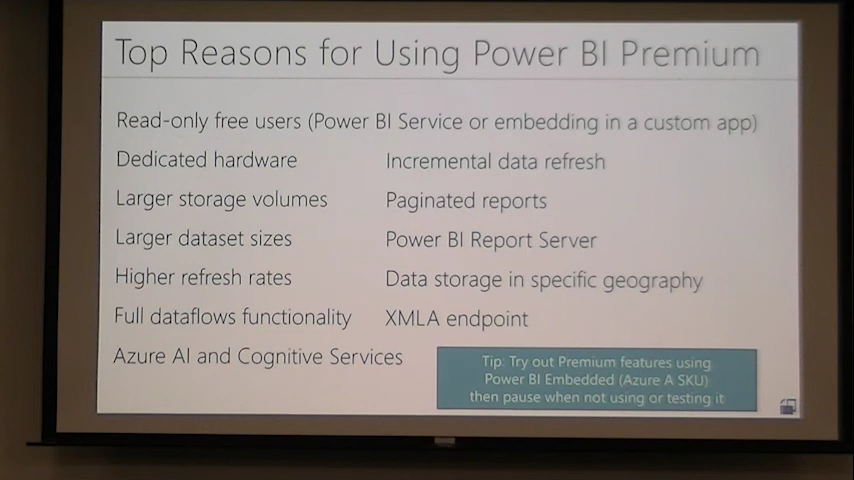 Top Reasons for Using Power BI Premium
Read-only free users (Power BI Service or embedding in a custom app)
Dedicated hardware
Incremental data refresh
Larger storage volumes
Paginated reports
Larger dataset sizes
Power BI Report Server
Higher refresh rates
Data storage in specific geography
Full dataflows functionality
XMLA endpoint
Azure AI and Cognitive Services
Tip: Try out Premium features using
Power BI Embedded (Azure A SKU)
then pause when not using or testing it